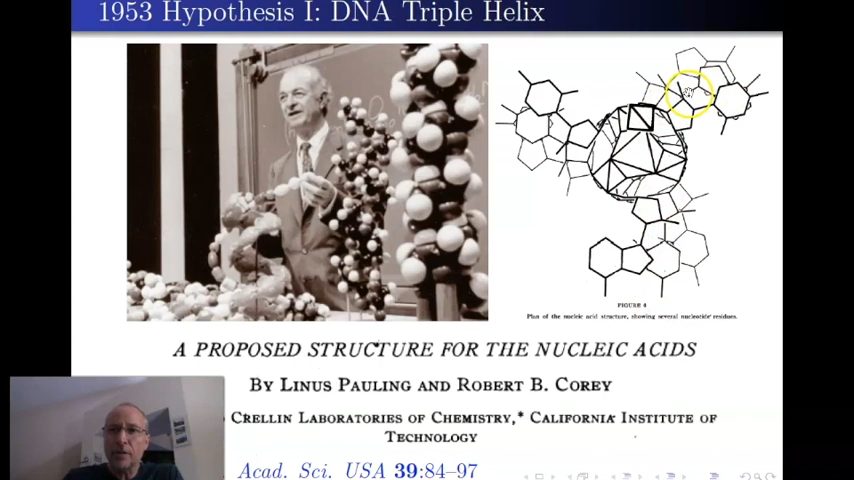 1953 Hypothesis I: DNA Triple Helix
FIGURE 6
Plan of the nucleic acid structure, showing several nucleotide residues.
A PROPOSED STRUCTURE FOR THE NUCLEIC ACIDS
By Linus Pauling and Robert B. Corey
Crellin Laboratories of Chemistry,* California Institute of
Technology
Acad. Sci. USA 39:84–97